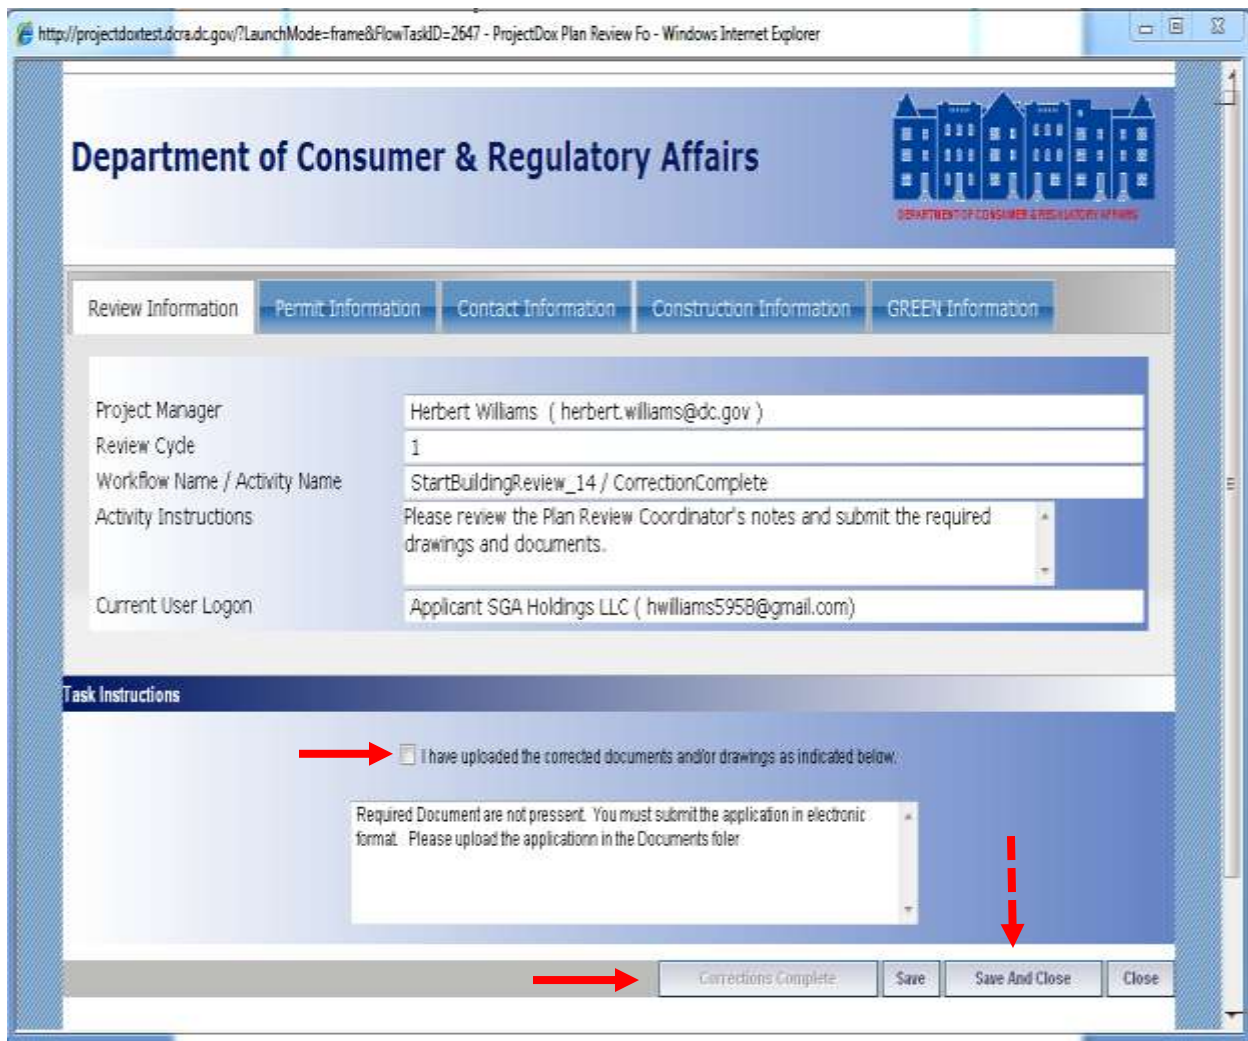 http://projectdoxtest.dcra.dc.gov/?LaunchMode=frame&FlowTaskID=2647 - ProjectDox Plan Review Fo - Windows Internet Explorer
Department of Consumer & Regulatory Affairs
DEPARTMENT OF CONSUMER & REGULATORY AFFAIRS
Review Information Permit Information Contact Information Construction Information GREEN Information
Project Manager Herbert Williams ( herbert.williams@dc.gov )
Review Cycle 1
Workflow Name / Activity Name StartBuildingReview_14 / CorrectionComplete
Activity Instructions Please review the Plan Review Coordinator's notes and submit the required
drawings and documents.
Current User Logon Applicant SGA Holdings LLC ( hwilliams5958@gmail.com)
Task Instructions
I have uploaded the corrected documents and/or drawings as indicated below.
Required Document are not pressent. You must submit the application in electronic
format. Please upload the applicationn in the Documents foler
Corrections Complete Save Save And Close Close